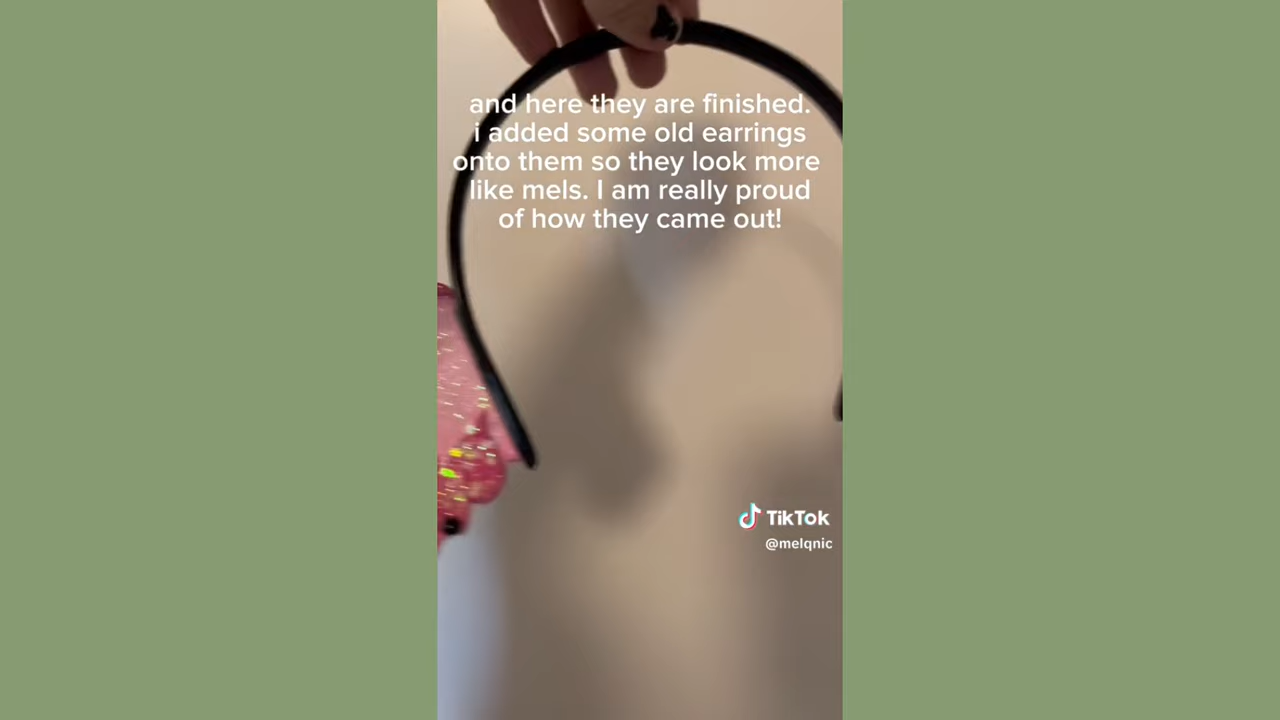 and here they are finished.
i added some old earrings
onto them so they look more
like mels. I am really proud
of how they came out!
TikTok
@melqnic